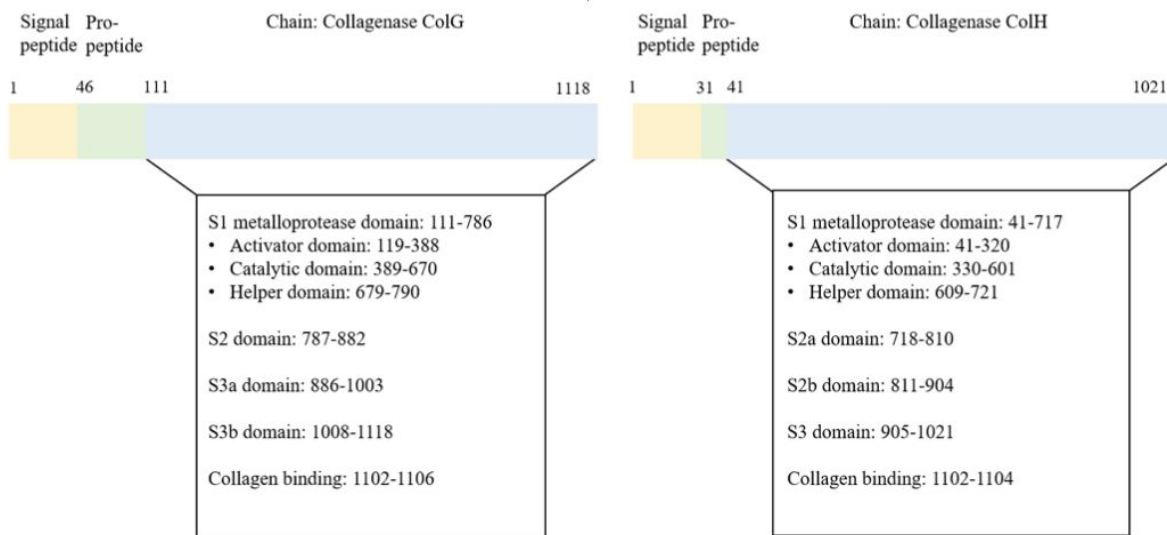 Signal Pro-
peptide peptide
Chain: Collagenase ColG
1 46 111 1118
S1 metalloprotease domain: 111-786
• Activator domain: 119-388
• Catalytic domain: 389-670
• Helper domain: 679-790
S2 domain: 787-882
S3a domain: 886-1003
S3b domain: 1008-1118
Collagen binding: 1102-1106
Signal Pro-
peptide peptide
Chain: Collagenase ColH
1 31 41 1021
S1 metalloprotease domain: 41-717
• Activator domain: 41-320
• Catalytic domain: 330-601
• Helper domain: 609-721
S2a domain: 718-810
S2b domain: 811-904
S3 domain: 905-1021
Collagen binding: 1102-1104